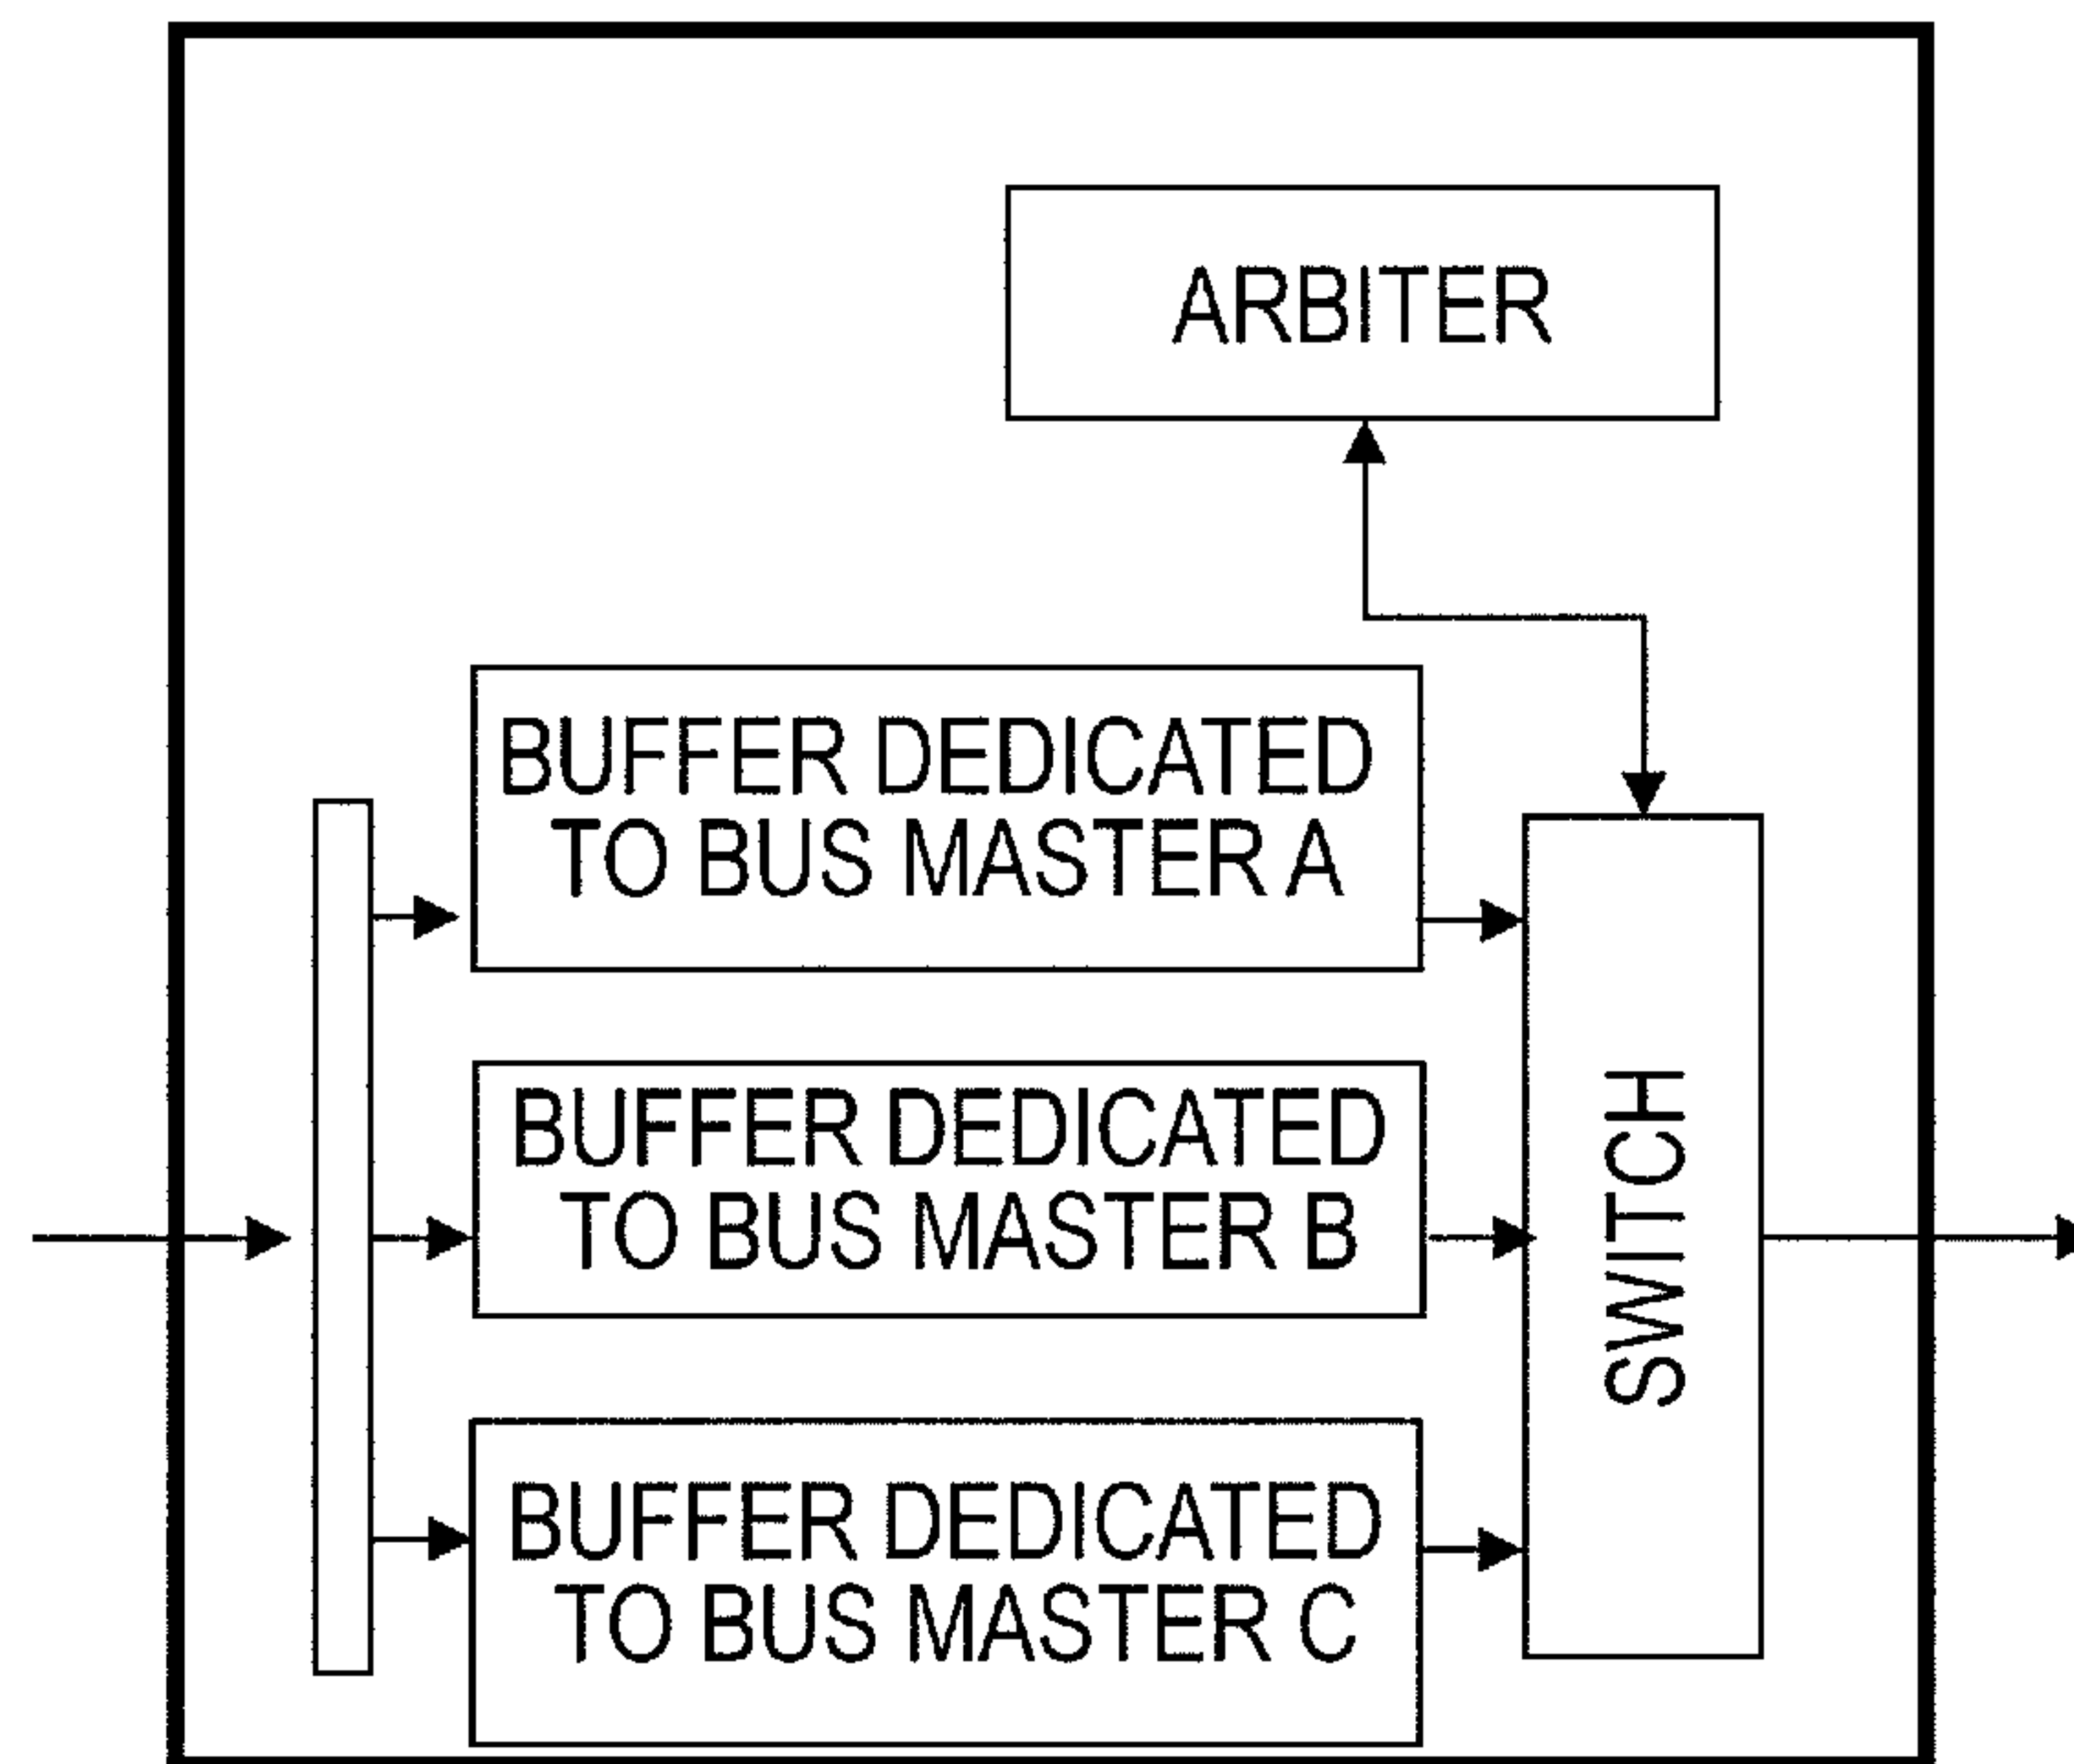 ARBITER
BUFFER DEDICATED
TO BUS MASTER A
BUFFER DEDICATED
TO BUS MASTER B
BUFFER DEDICATED
TO BUS MASTER C
SWITCH